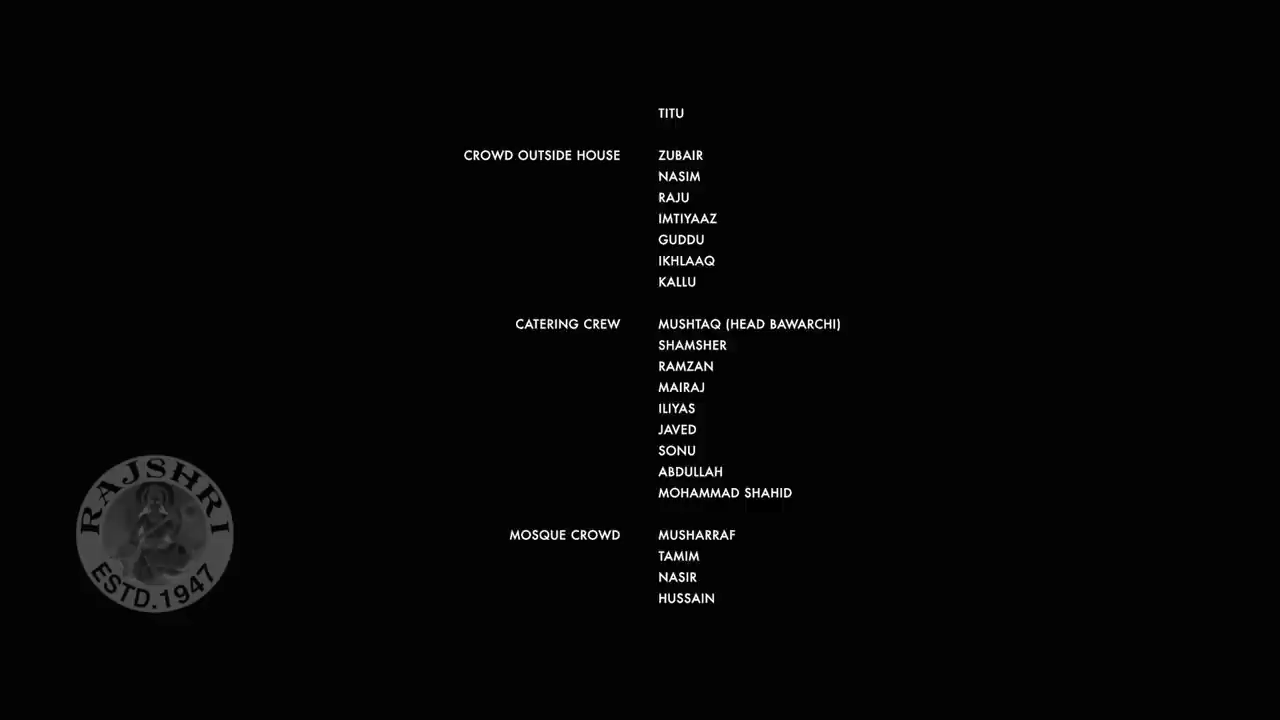 TITU
CROWD OUTSIDE HOUSE ZUBAIR
NASIM
RAJU
IMTIYAAZ
GUDDU
IKHLAAQ
KALLU
CATERING CREW MUSHTAQ (HEAD BAWARCHI)
SHAMSHER
RAMZAN
MAIRAJ
ILIYAS
JAVED
SONU
ABDULLAH
MOHAMMAD SHAHID
MOSQUE CROWD MUSHARRAF
TAMIM
NASIR
HUSSAIN
RAJSHRI
ESTD.1947